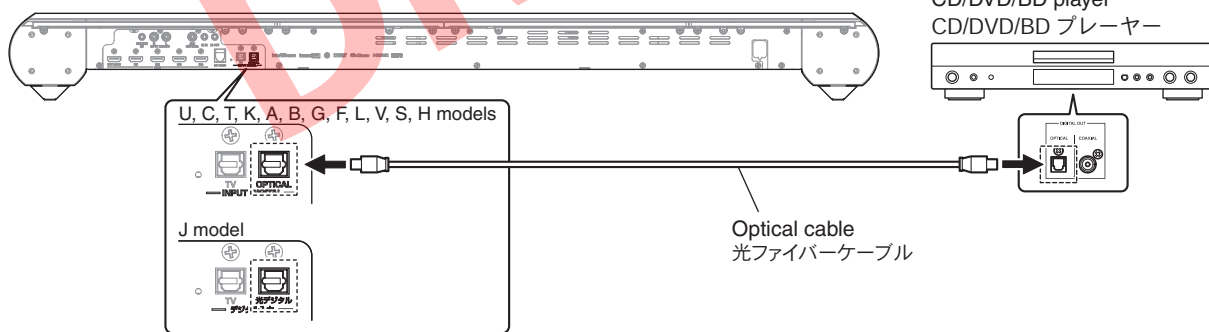 CD/DVD/BD player
CD/DVD/BD プレーヤー
U, C, T, K, A, B, G, F, L, V, S, H models
TV
OPTICAL
INPUT
J model
TV
光デジタル
DIGITAL OUT
OPTICAL
COAXIAL
Optical cable
光ファイバーケーブル